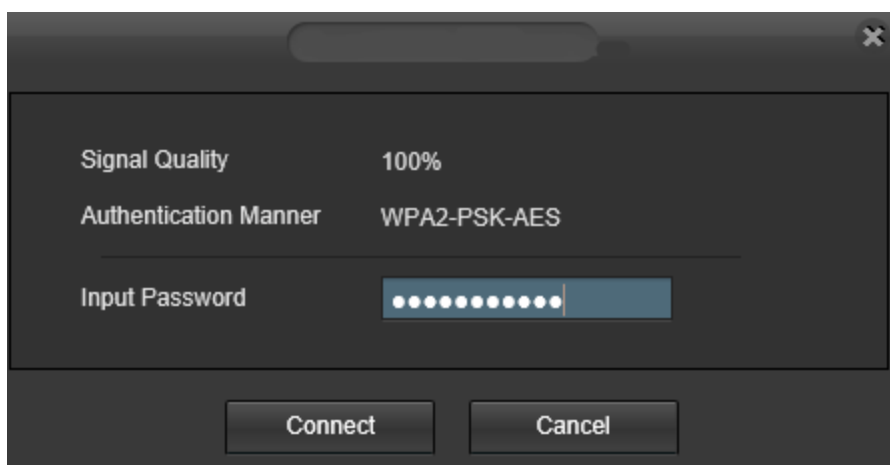 Signal Quality 100%
Authentication Manner WPA2-PSK-AES
Input Password ●●●●●●●●●●●
Connect Cancel